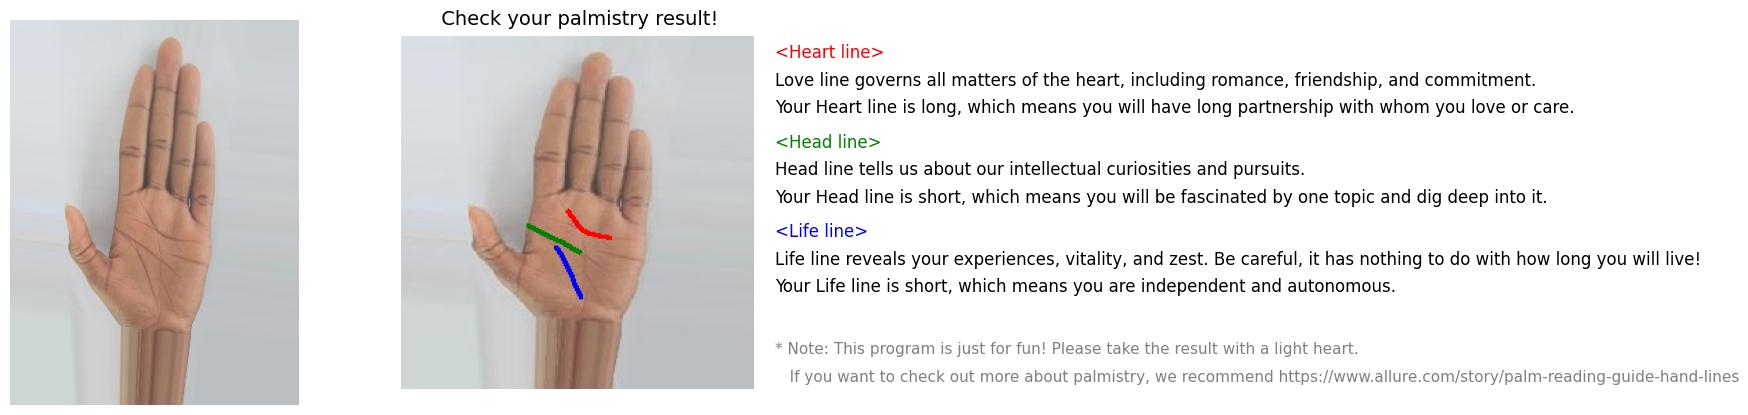 Check your palmistry result!
<Heart line>
Love line governs all matters of the heart, including romance, friendship, and commitment.
Your Heart line is long, which means you will have long partnership with whom you love or care.
<Head line>
Head line tells us about our intellectual curiosities and pursuits.
Your Head line is short, which means you will be fascinated by one topic and dig deep into it.
<Life line>
Life line reveals your experiences, vitality, and zest. Be careful, it has nothing to do with how long you will live!
Your Life line is short, which means you are independent and autonomous.
* Note: This program is just for fun! Please take the result with a light heart.
If you want to check out more about palmistry, we recommend https://www.allure.com/story/palm-reading-guide-hand-lines